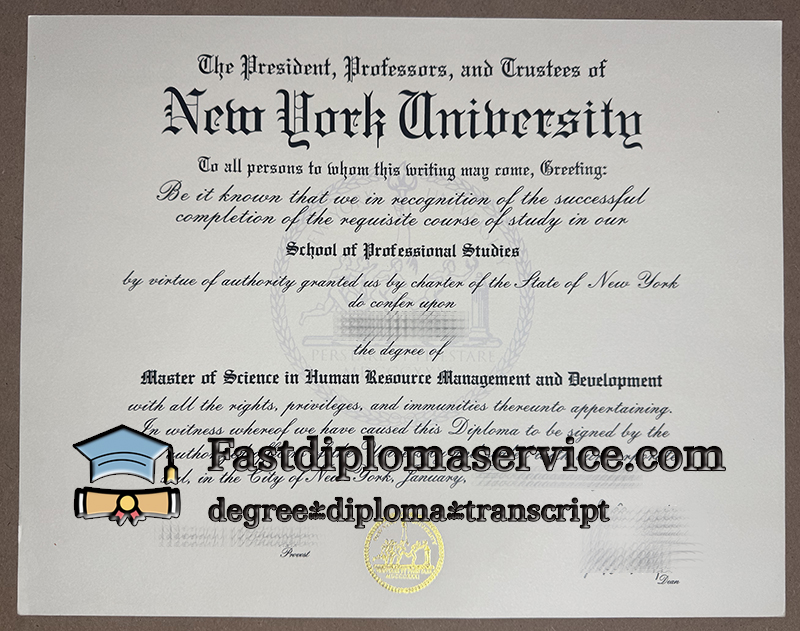 The President, Professors, and Trustees of
New York University
To all persons to whom this writing may come, Greeting:
Be it known that we in recognition of the successful
completion of the requisite course of study in our
School of Professional Studies
by virtue of authority granted us by charter of the State of New York
do confer upon
PERSTARE STARE
the degree of
Master of Science in Human Resource Management and Development
with all the rights, privileges, and immunities thereunto appertaining.
In witness whereof we have caused this Diploma to be signed by the
Fastdiplomaservice.com
in the City of New York, January,
degree*diploma*transcript
Provost
Dean